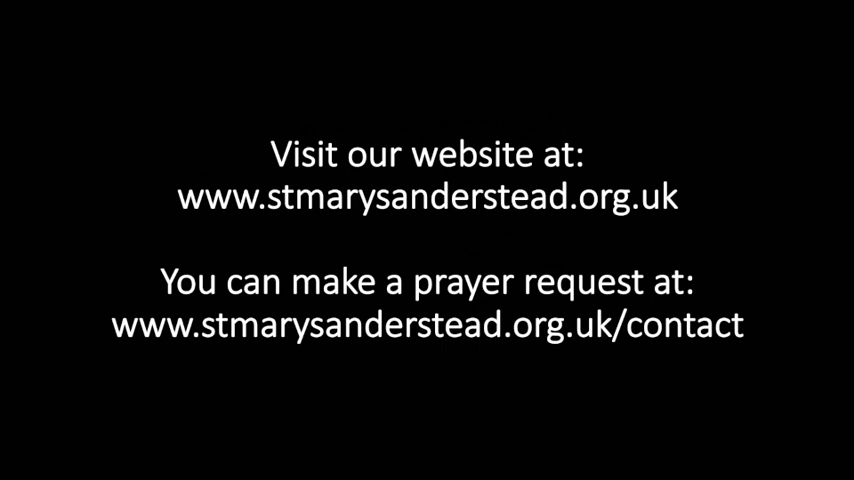 Visit our website at:
www.stmarysanderstead.org.uk
You can make a prayer request at:
www.stmarysanderstead.org.uk/contact